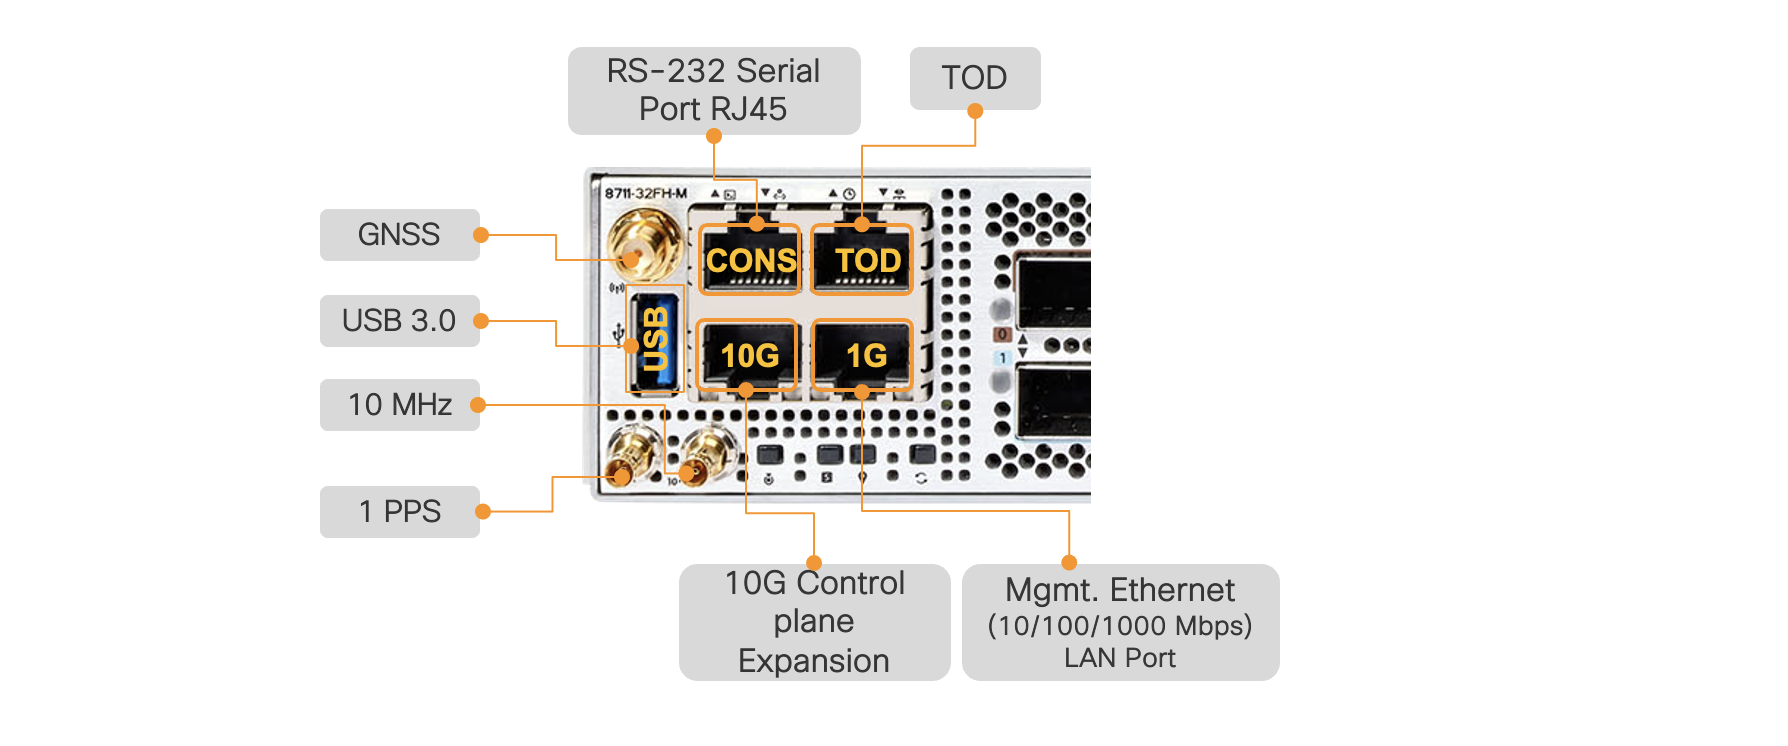 RS-232 Serial
Port RJ45
TOD
8711-32FH-M
GNSS
CONS
TOD
USB 3.0
USB
10G
1G
0
1
10 MHz
10
1 PPS
10G Control
plane
Expansion
Mgmt. Ethernet
(10/100/1000 Mbps)
LAN Port